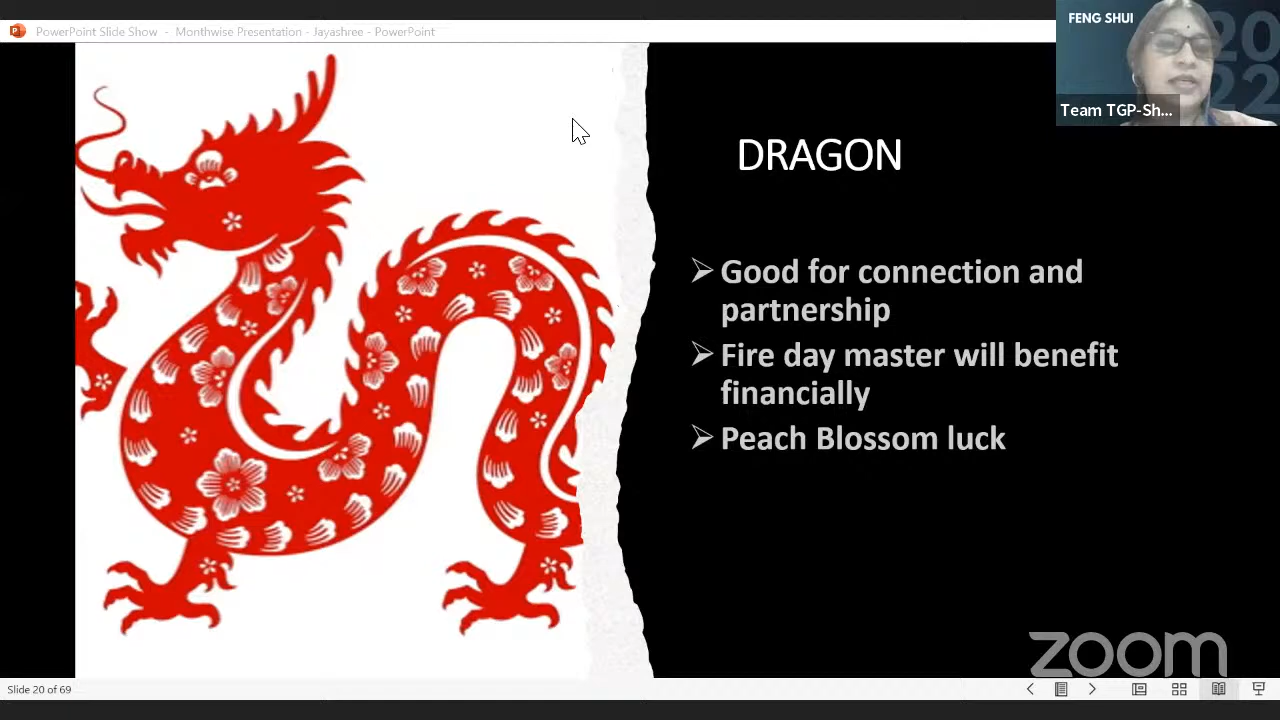 PowerPoint Slide Show - Monthwise Presentation - Jayashree - PowerPoint
FENG SHUI
2022
Team TGP-Sh...
DRAGON
Good for connection and
partnership
Fire day master will benefit
financially
Peach Blossom luck
zoom
Slide 20 of 69